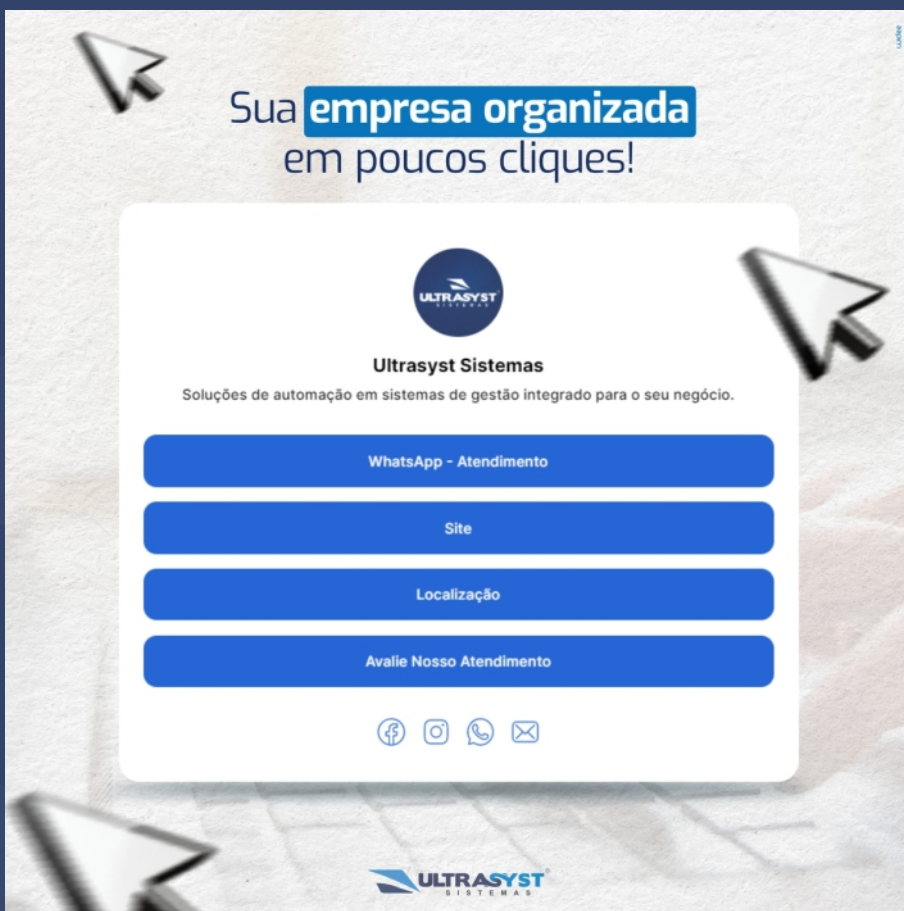 Sua empresa organizada
em poucos cliques!
ULTRASYST
SISTEMAS
Ultrasyst Sistemas
Soluções de automação em sistemas de gestão integrado para o seu negócio.
WhatsApp - Atendimento
Site
Localização
Avalie Nosso Atendimento
ULTRASYST
SISTEMAS